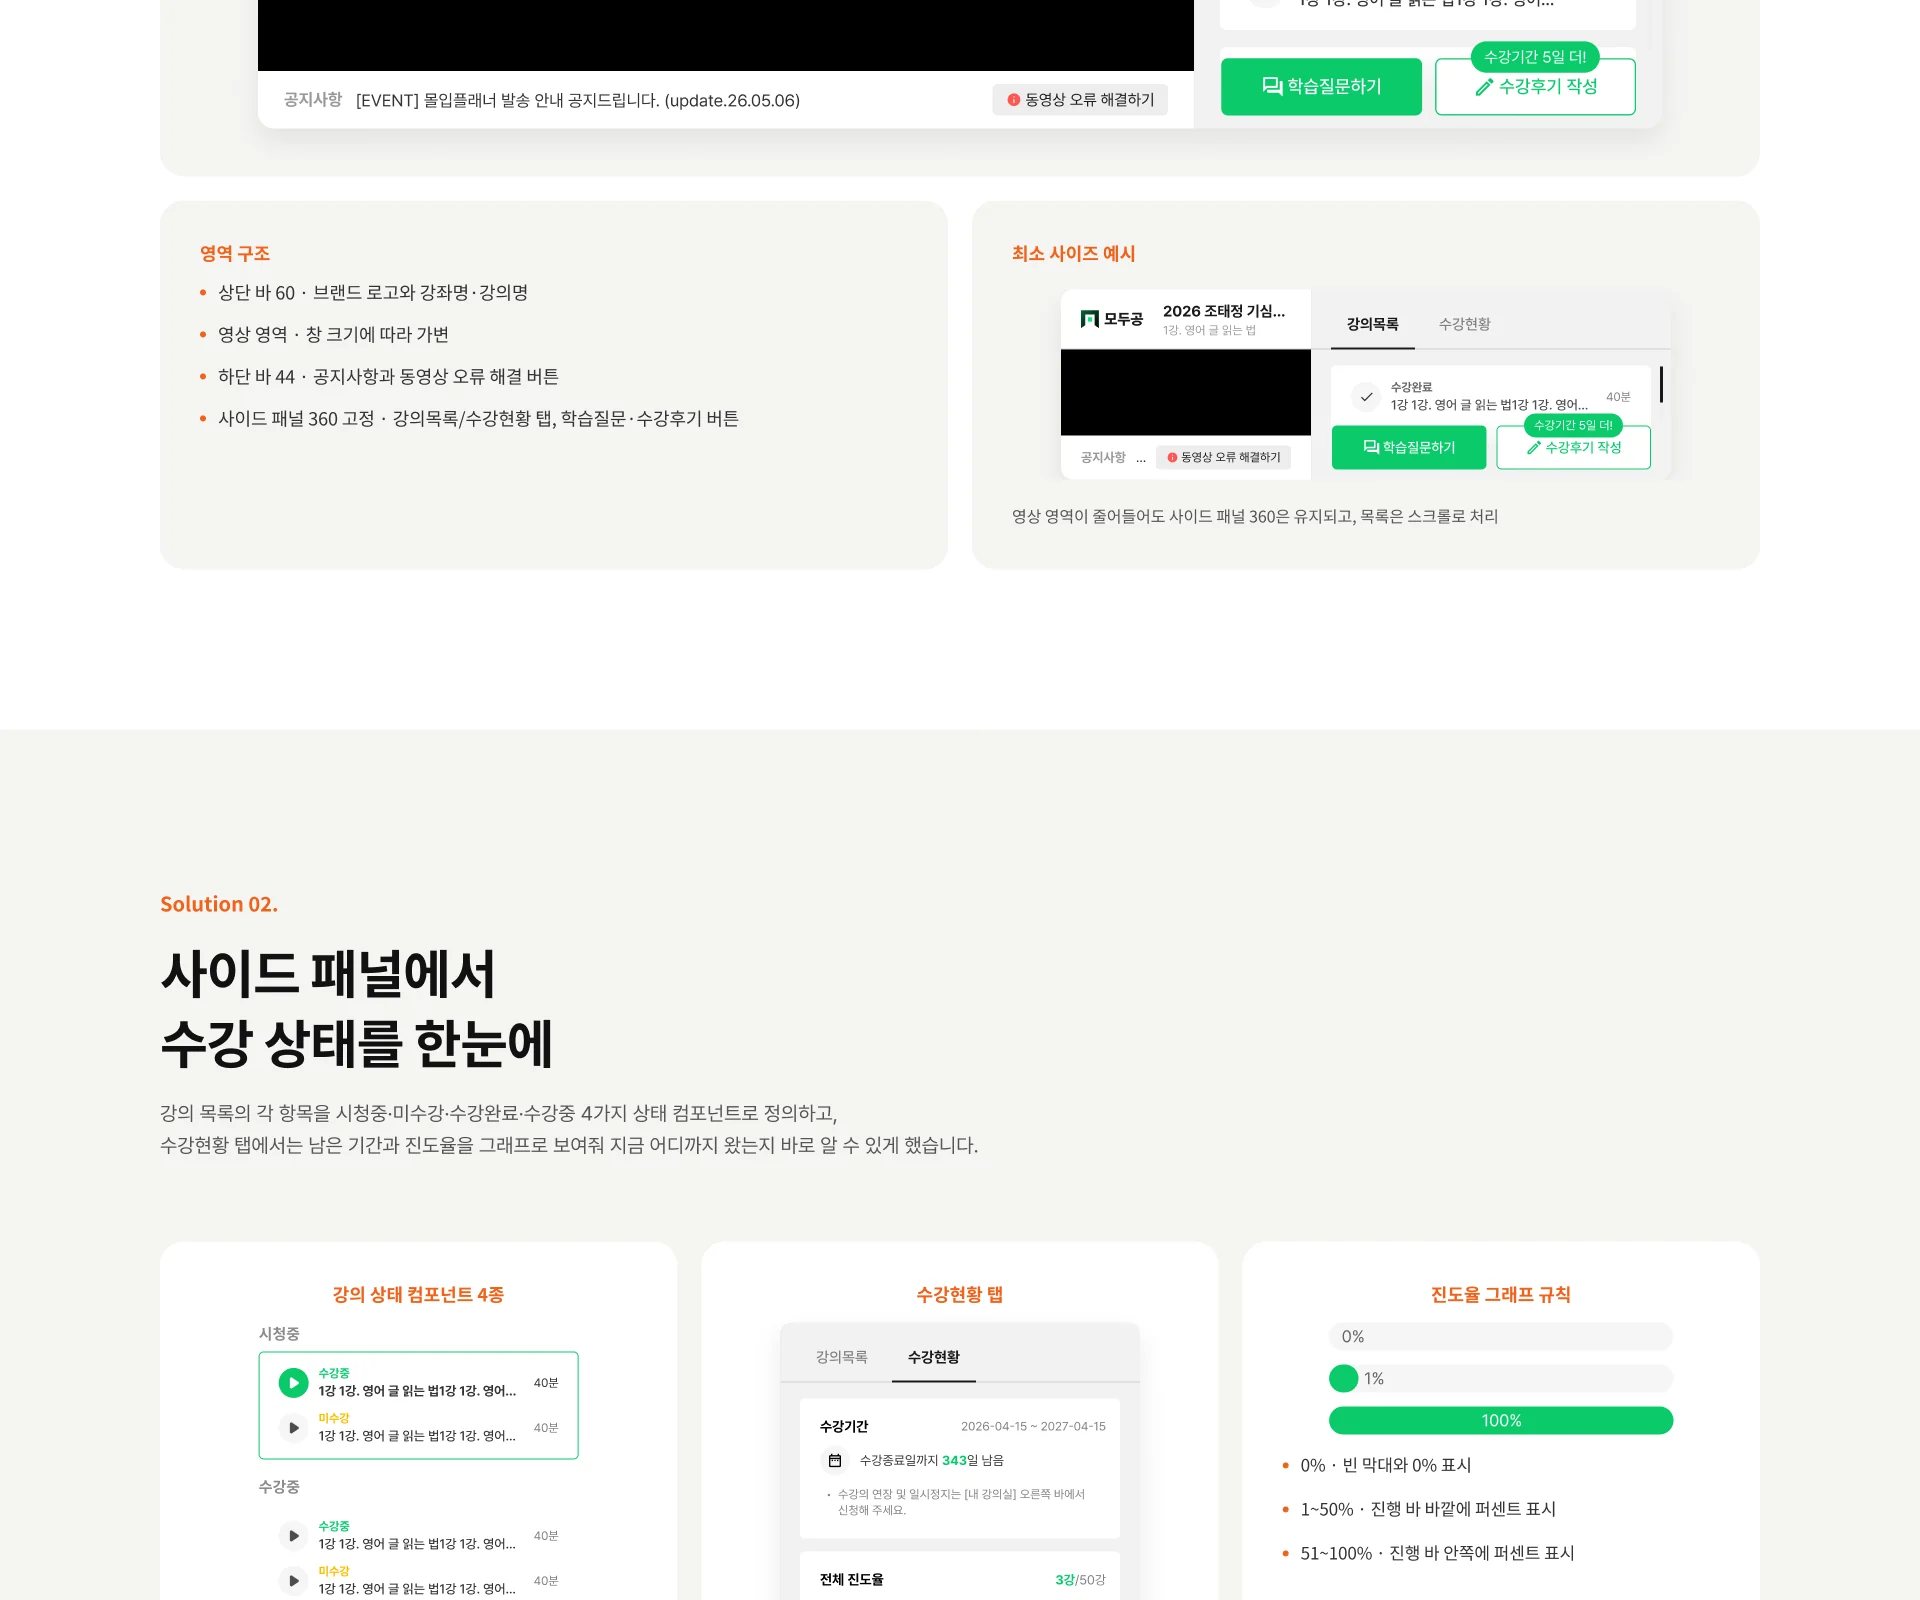 1강 1강. 영어 글 읽는 법1강 1강. 영어...
공지사항 [EVENT] 몰입플래너 발송 안내 공지드립니다. (update.26.05.06)
동영상 오류 해결하기
학습질문하기
수강기간 5일 더!
수강후기 작성
영역 구조
• 상단 바 60 · 브랜드 로고와 강좌명·강의명
• 영상 영역 · 창 크기에 따라 가변
• 하단 바 44 · 공지사항과 동영상 오류 해결 버튼
• 사이드 패널 360 고정 · 강의목록/수강현황 탭, 학습질문·수강후기 버튼
최소 사이즈 예시
모두공
2026 조태정 기심...
1강. 영어 글 읽는 법
강의목록
수강현황
수강완료
1강 1강. 영어 글 읽는 법1강 1강. 영어...
40분
공지사항 ...
동영상 오류 해결하기
학습질문하기
수강기간 5일 더!
수강후기 작성
영상 영역이 줄어들어도 사이드 패널 360은 유지되고, 목록은 스크롤로 처리
Solution 02.
사이드 패널에서
수강 상태를 한눈에
강의 목록의 각 항목을 시청중·미수강·수강완료·수강중 4가지 상태 컴포넌트로 정의하고,
수강현황 탭에서는 남은 기간과 진도율을 그래프로 보여줘 지금 어디까지 왔는지 바로 알 수 있게 했습니다.
강의 상태 컴포넌트 4종
시청중
수강중
1강 1강. 영어 글 읽는 법1강 1강. 영어...
40분
미수강
1강 1강. 영어 글 읽는 법1강 1강. 영어...
40분
수강중
수강중
1강 1강. 영어 글 읽는 법1강 1강. 영어...
40분
미수강
1강 1강. 영어 글 읽는 법1강 1강. 영어...
40분
수강현황 탭
강의목록
수강현황
수강기간
2026-04-15 ~ 2027-04-15
수강종료일까지 343일 남음
· 수강의 연장 및 일시정지는 [내 강의실] 오른쪽 바에서
신청해 주세요.
전체 진도율
3강/50강
진도율 그래프 규칙
0%
1%
100%
• 0% · 빈 막대와 0% 표시
• 1~50% · 진행 바 바깥에 퍼센트 표시
• 51~100% · 진행 바 안쪽에 퍼센트 표시